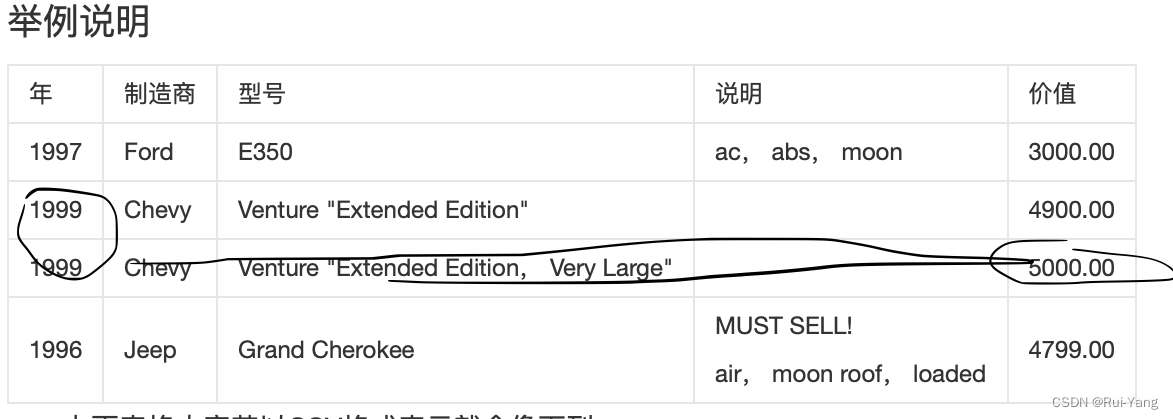 举例说明
年 制造商 型号 说明 价值
1997 Ford E350 ac， abs， moon 3000.00
1999 Chevy Venture "Extended Edition" 4900.00
1999 Chevy Venture "Extended Edition， Very Large" 5000.00
1996 Jeep Grand Cherokee MUST SELL!
air， moon roof， loaded 4799.00
CSDN @Rui-Yang